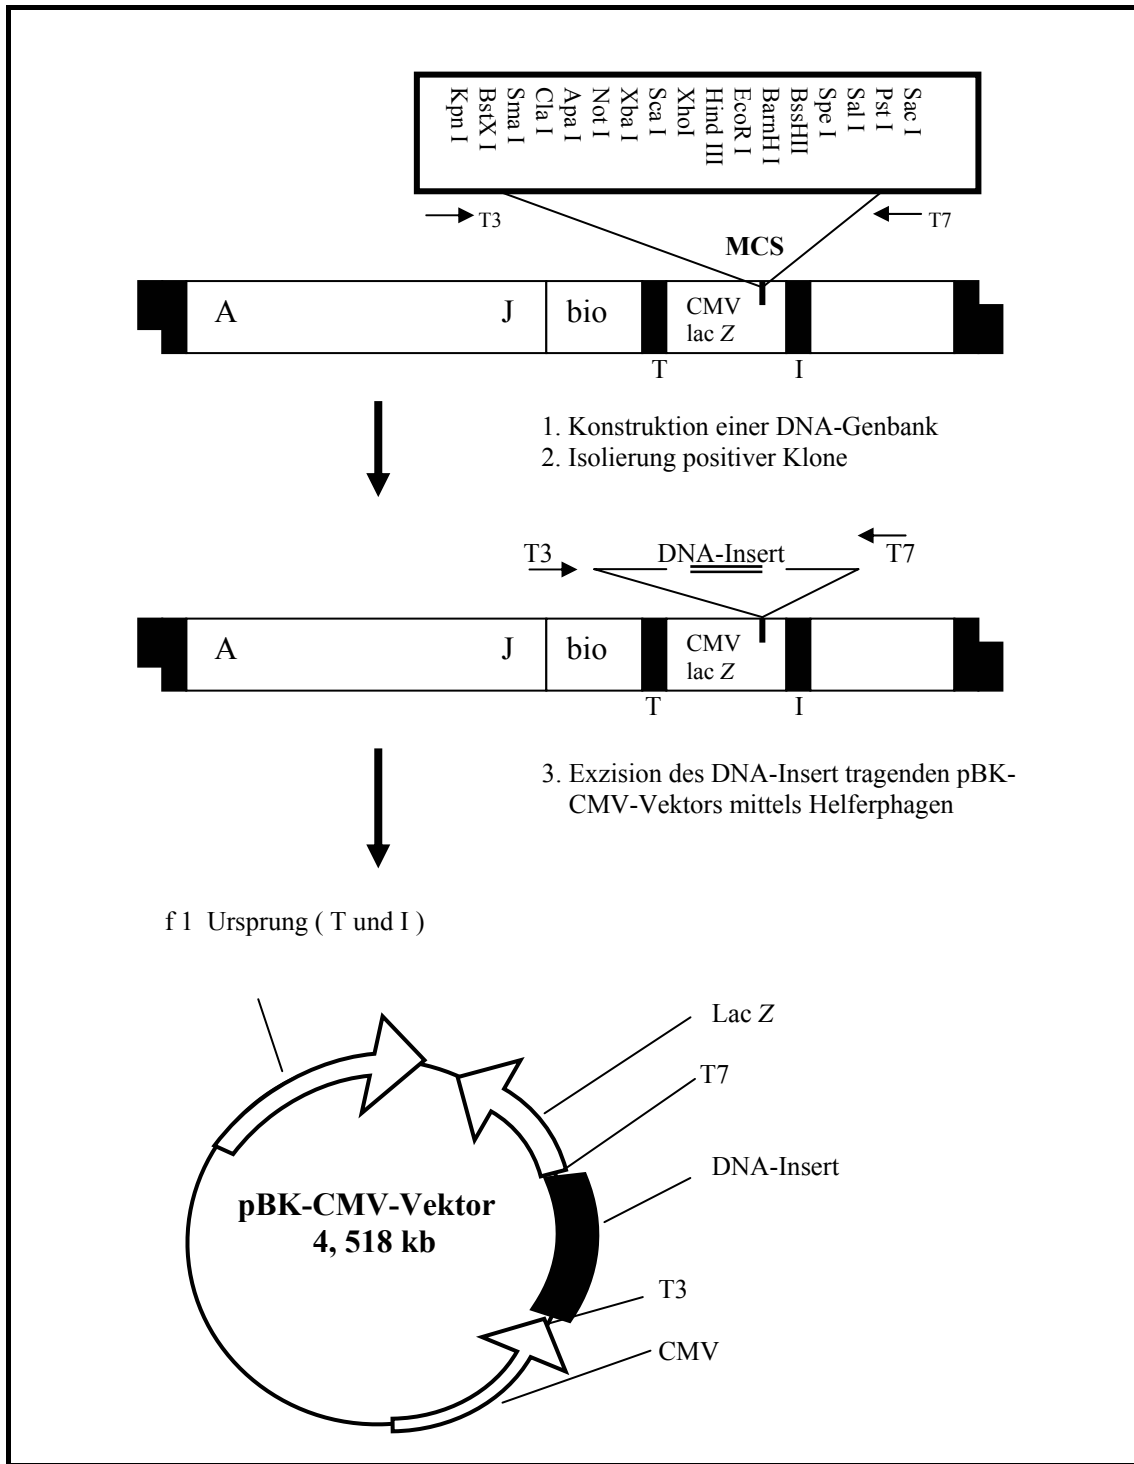 Kpn I
BstX I
Sma I
Cla I
Apa I
Not I
Xba I
Sca I
XhoI
Hind III
EcoR I
BarnH I
BssHII
Spe I
Sal I
Pst I
Sac I
T3
T7
MCS
A
J
bio
CMV
lac Z
T
I
1. Konstruktion einer DNA-Genbank
2. Isolierung positiver Klone
T3
DNA-Insert
T7
A
J
bio
CMV
lac Z
T
I
3. Exzision des DNA-Insert tragenden pBK-
CMV-Vektors mittels Helferphagen
f 1 Ursprung ( T und I )
Lac Z
T7
DNA-Insert
pBK-CMV-Vektor
4, 518 kb
T3
CMV